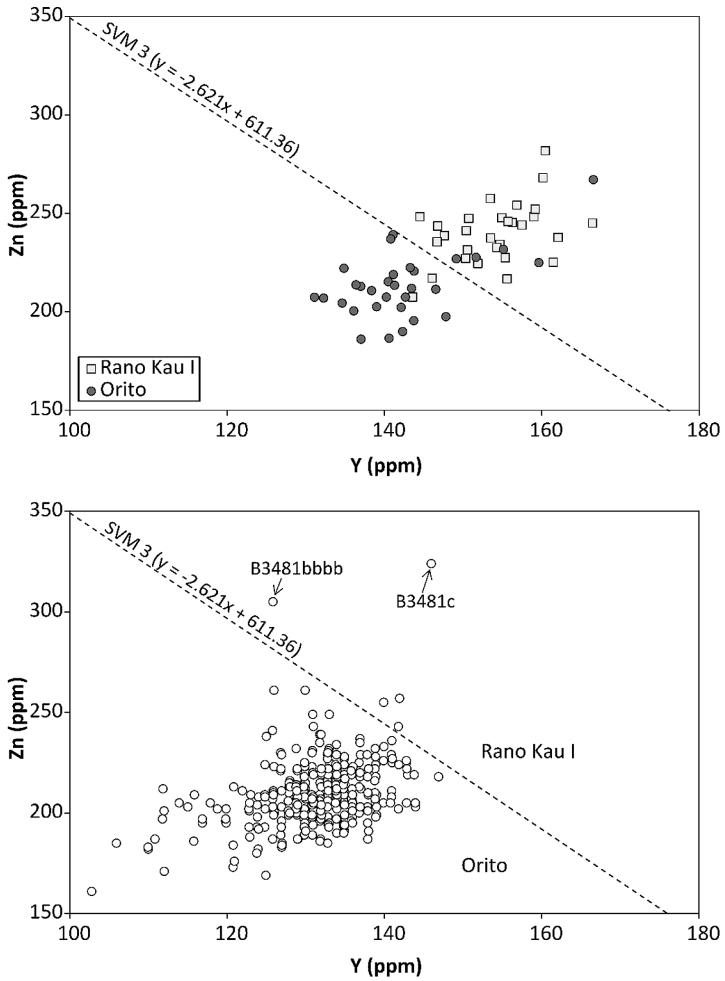 350
300
250
200
150
Zn (ppm)
SVM 3 (y = -2.621x + 611.36)
Rano Kau I
Orito
100
120
140
160
180
Y (ppm)
350
300
250
200
150
Zn (ppm)
SVM 3 (y = -2.621x + 611.36)
B3481bbbb
B3481c
Rano Kau I
Orito
100
120
140
160
180
Y (ppm)